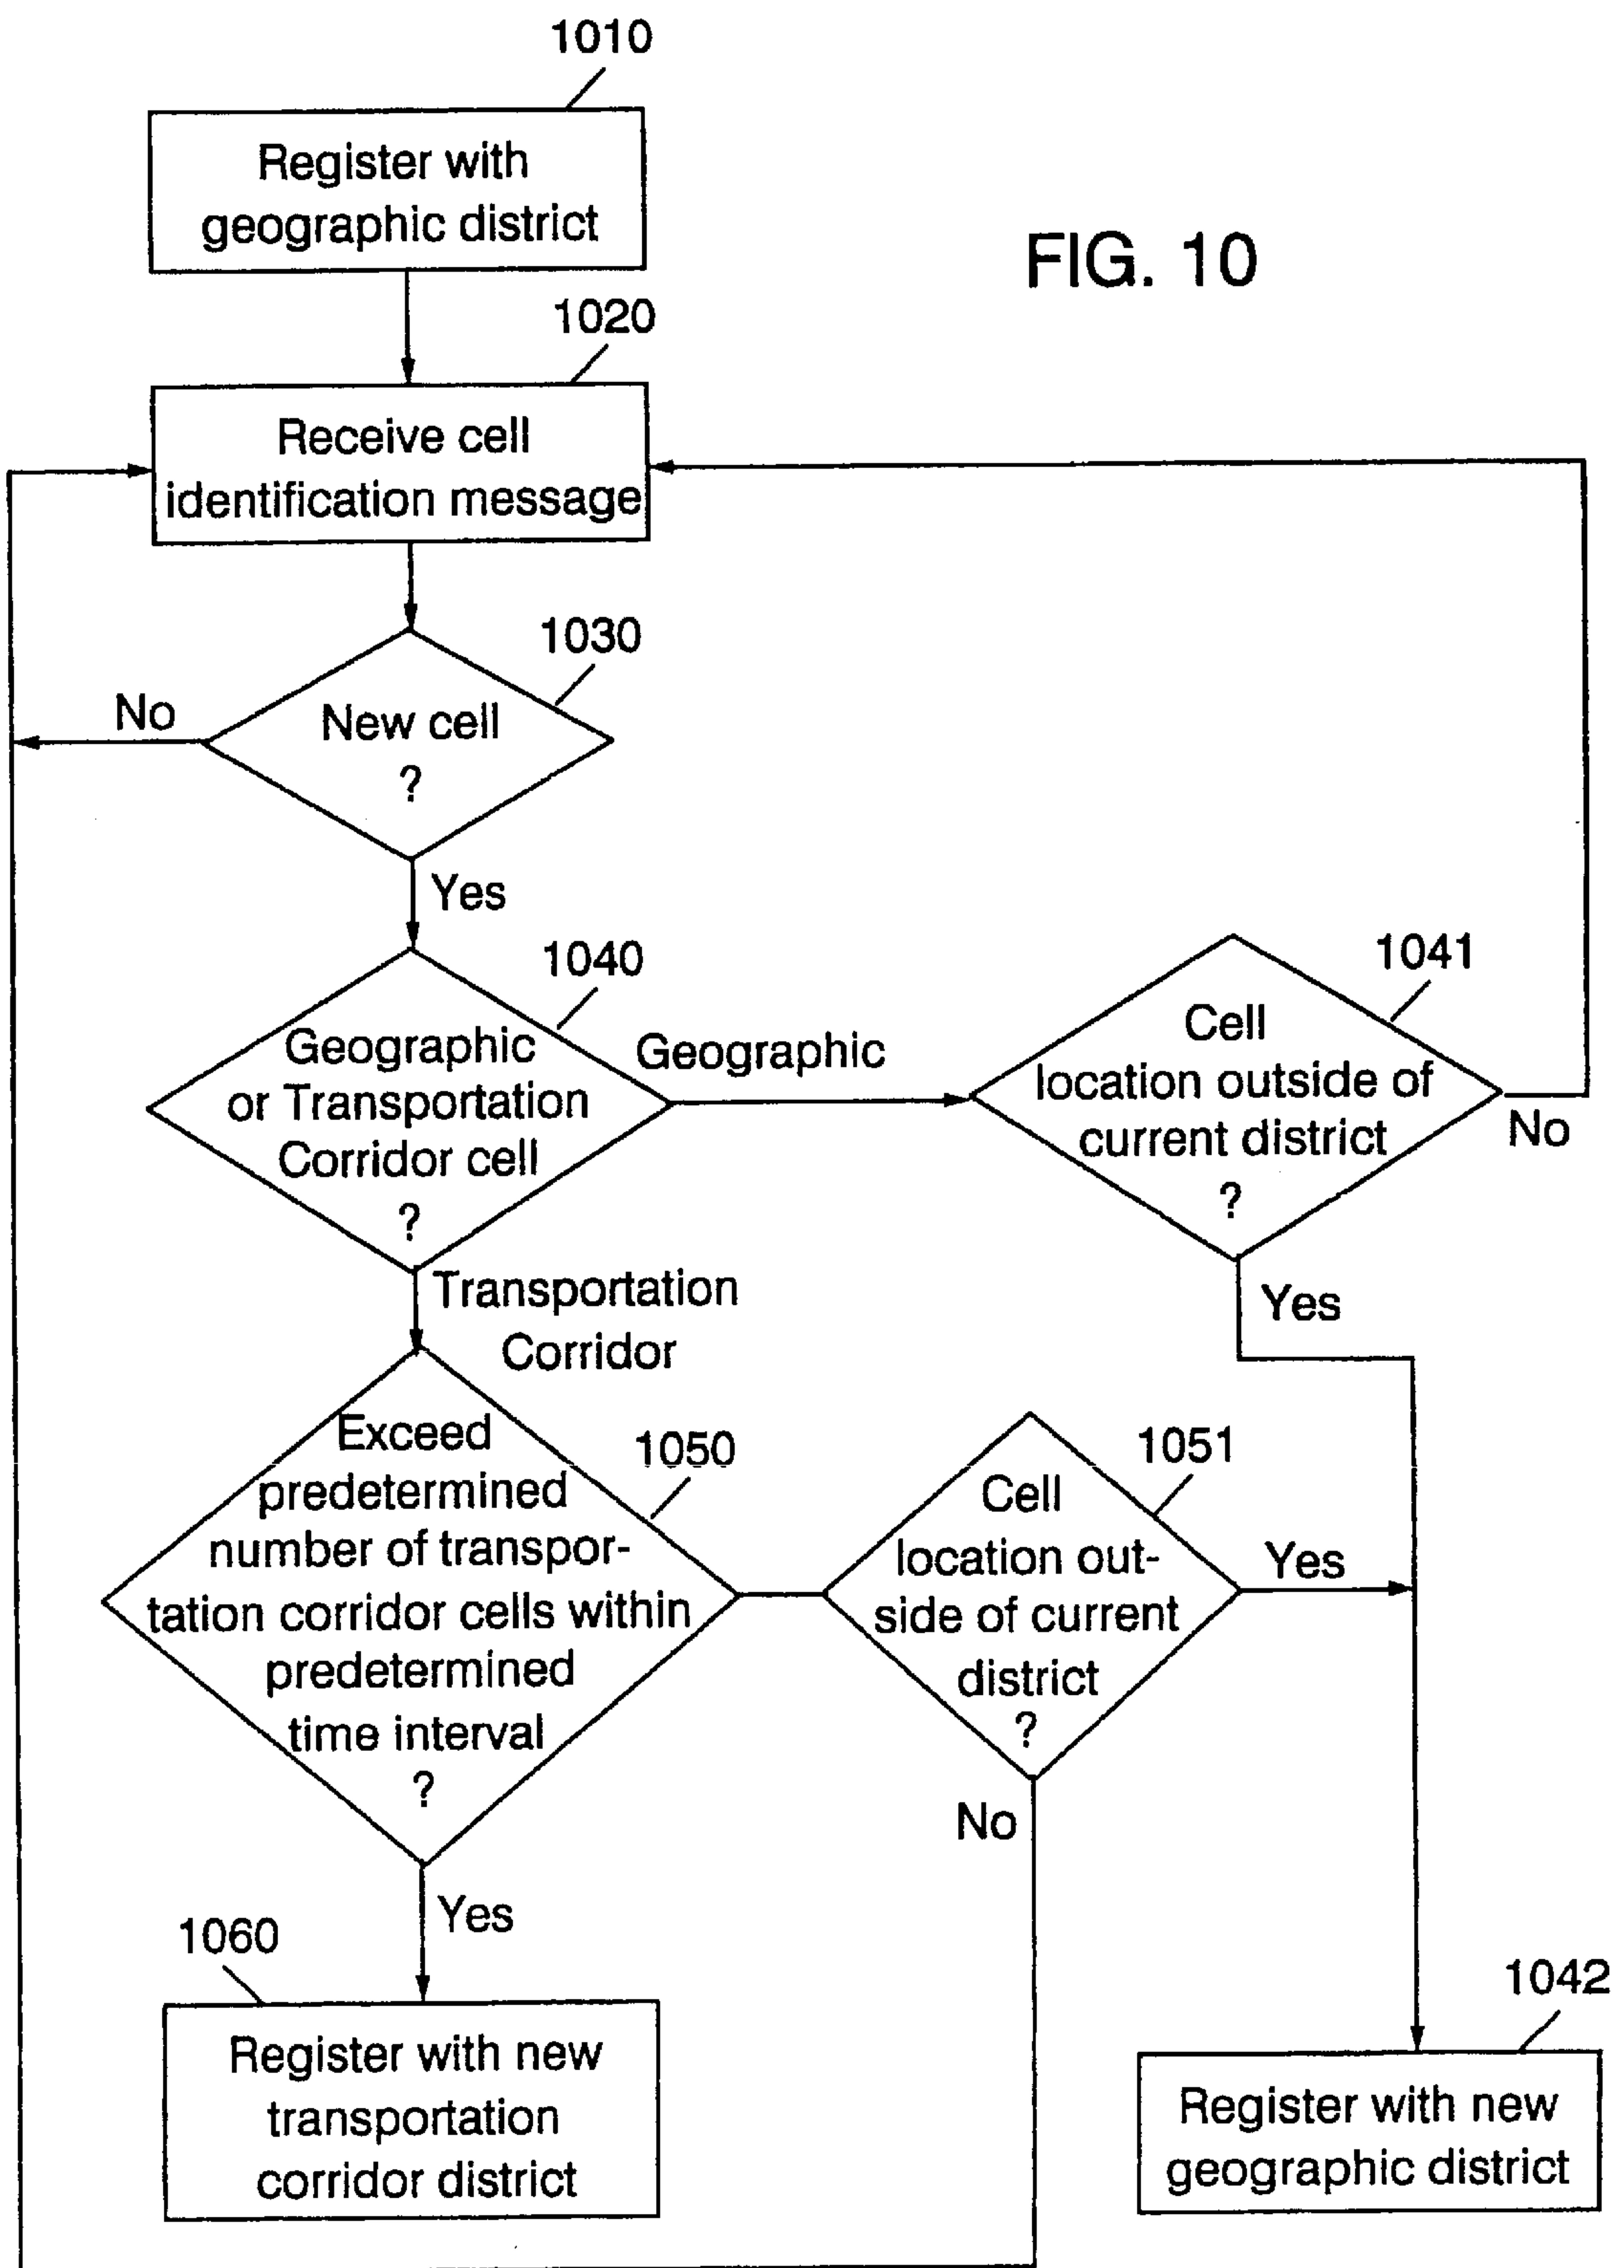 1010
Register with
geographic district
FIG. 10
1020
Receive cell
identification message
1030
No
New cell
?
Yes
1040
Geographic
or Transportation
Corridor cell
?
Geographic
1041
Cell
location outside of
current district
?
No
Yes
Transportation
Corridor
Exceed
predetermined
number of transpor-
tation corridor cells within
predetermined
time interval
?
1050
1051
Cell
location out-
side of current
district
?
Yes
No
Yes
1060
Register with new
transportation
corridor district
1042
Register with new
geographic district